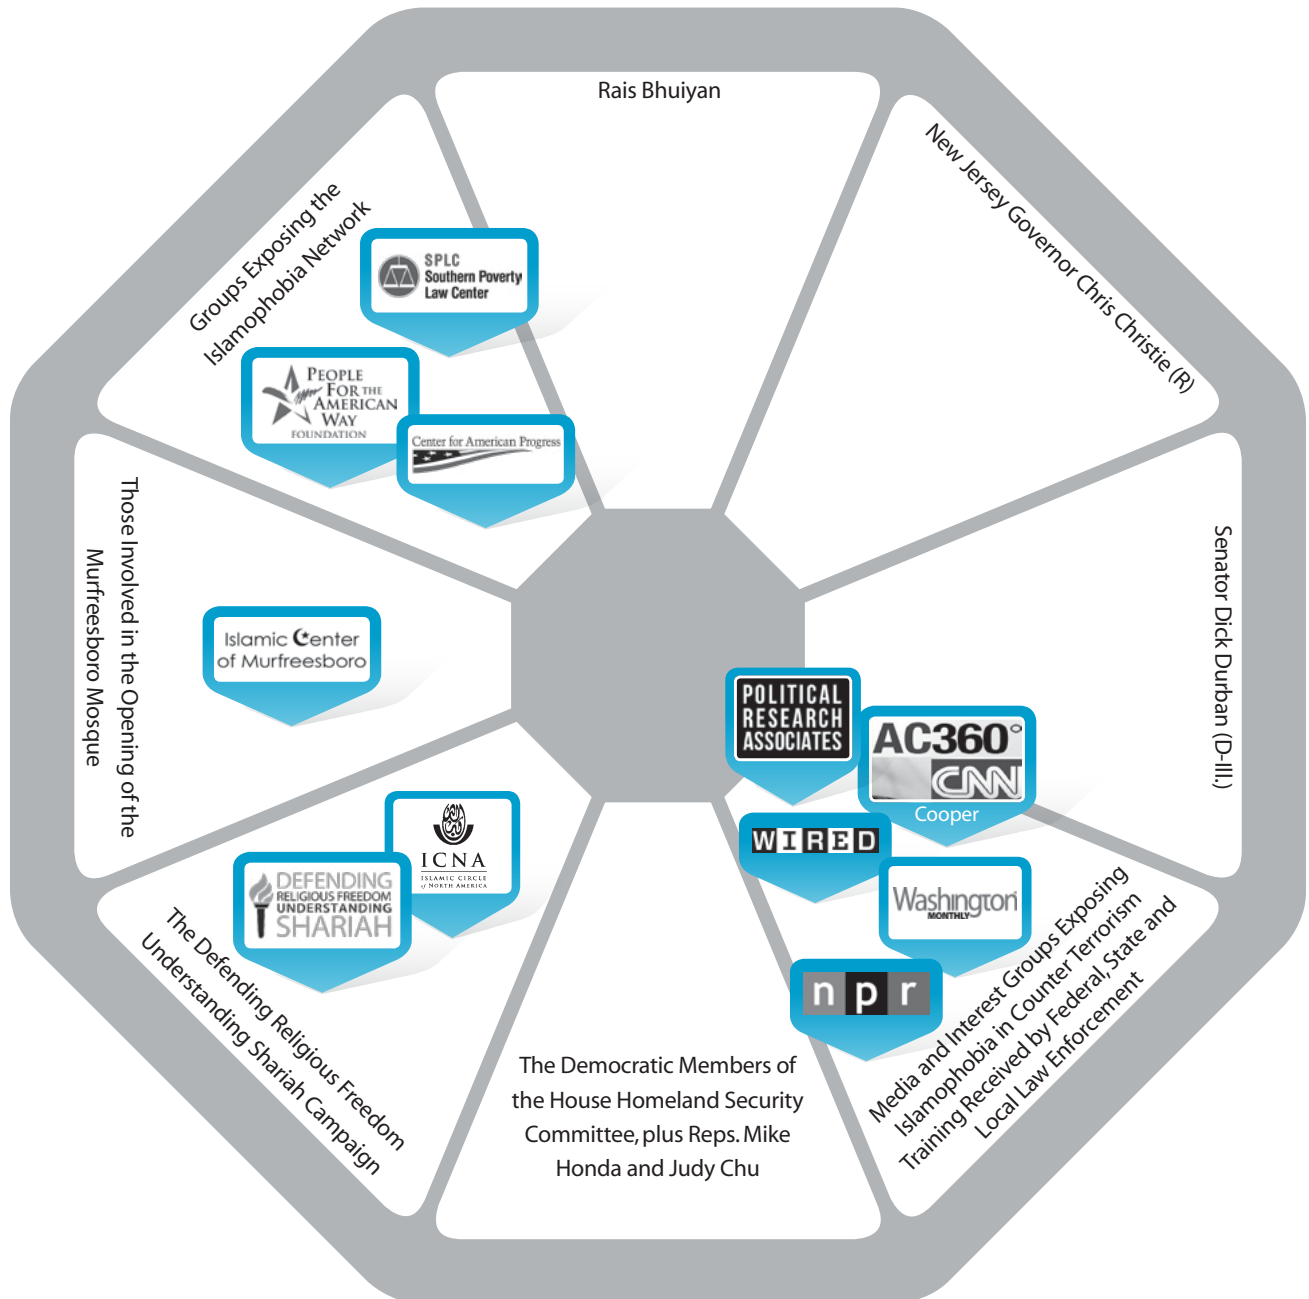 Rais Bhuiyan
New Jersey Governor Chris Christie (R)
Groups Exposing the
Islamophobia Network
SPLC
Southern Poverty
Law Center
PEOPLE
FOR THE
AMERICAN
WAY
FOUNDATION
Center for American Progress
Senator Dick Durban (D-Ill.)
Those Involved in the Opening of the
Murfreesboro Mosque
Islamic Center
of Murfreesboro
POLITICAL
RESEARCH
ASSOCIATES
AC360°
CNN
Cooper
WIRED
Washington
MONTHLY
npr
Media and Interest Groups Exposing
Islamophobia in Counter Terrorism
Training Received by Federal, State and
Local Law Enforcement
ICNA
ISLAMIC CIRCLE
of NORTH AMERICA
DEFENDING
RELIGIOUS FREEDOM
UNDERSTANDING
SHARIAH
The Defending Religious Freedom
Understanding Shariah Campaign
The Democratic Members of
the House Homeland Security
Committee, plus Reps. Mike
Honda and Judy Chu